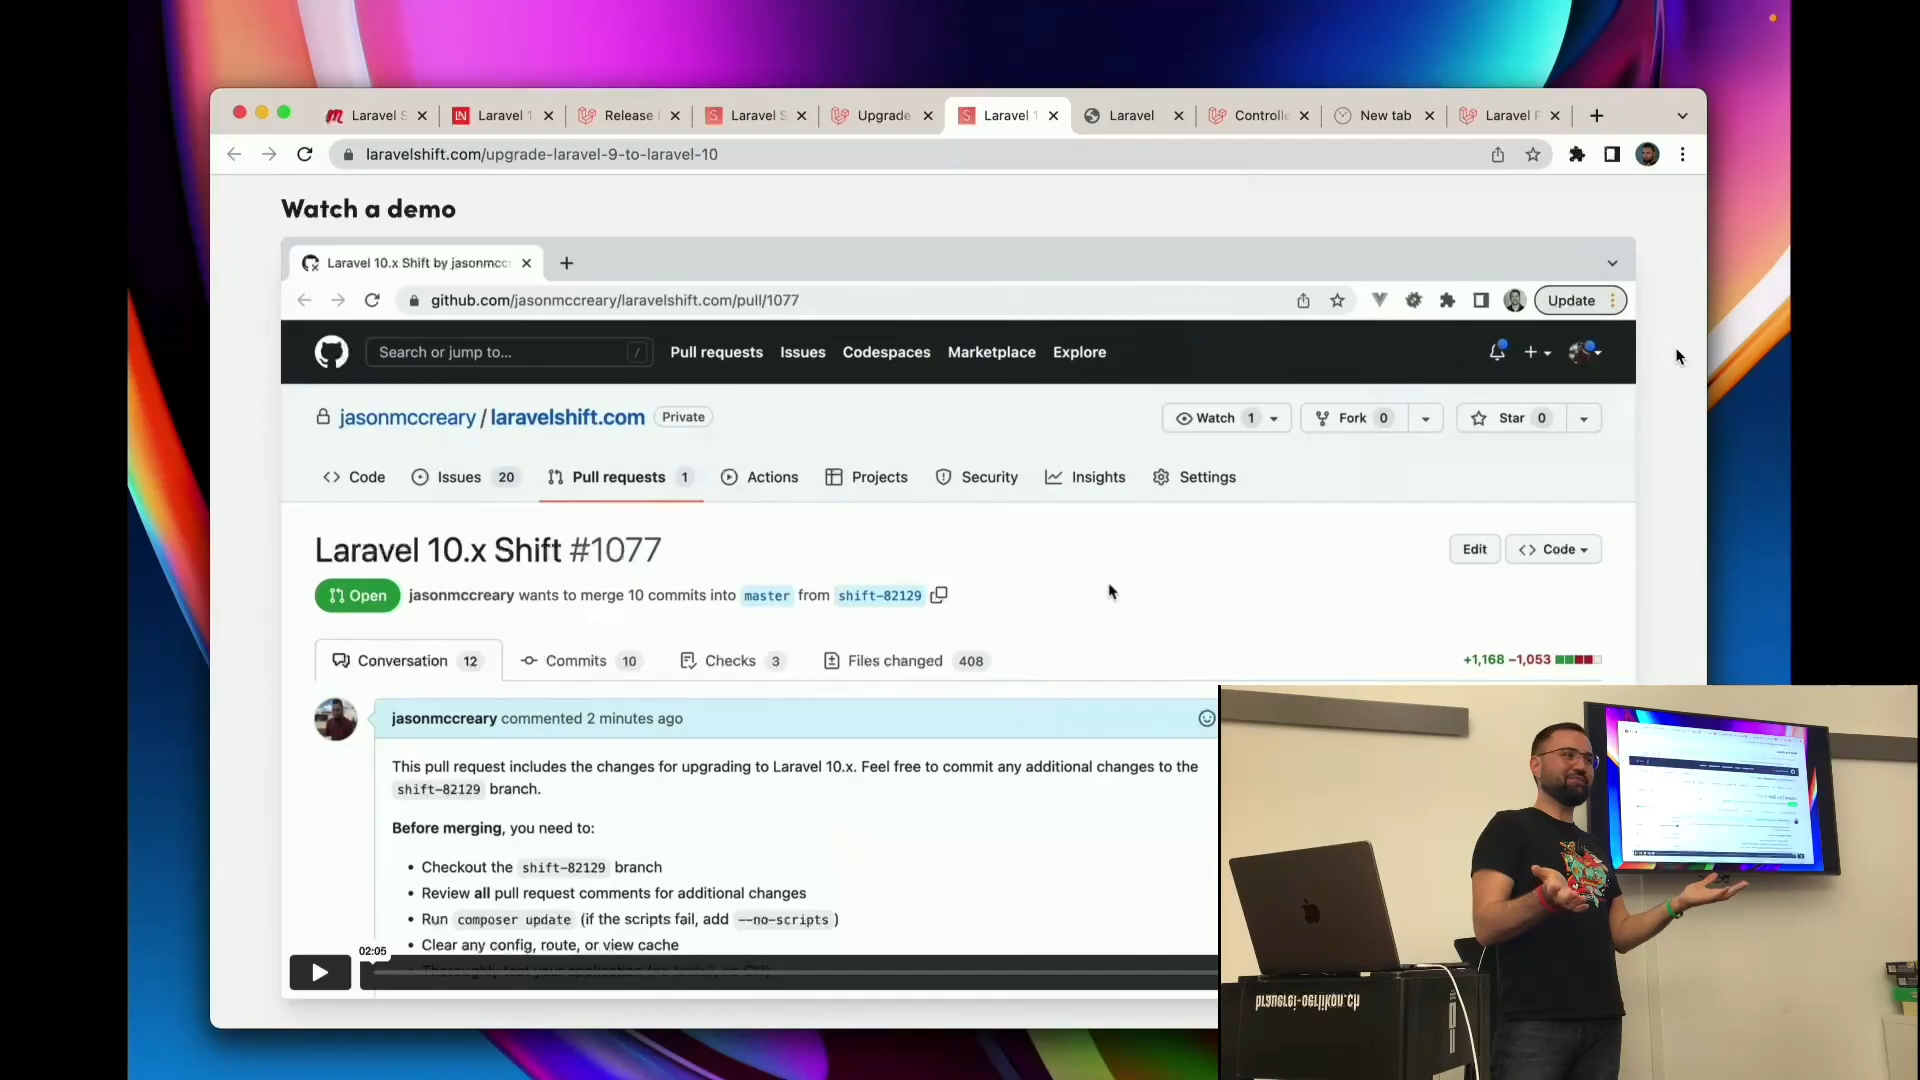 Laravel S
Laravel 1
Release
Laravel S
Upgrade
Laravel 1
Laravel
Controlle
New tab
Laravel P
laravelshift.com/upgrade-laravel-9-to-laravel-10
Watch a demo
Laravel 10.x Shift by jasonmcc
github.com/jasonmccreary/laravelshift.com/pull/1077
Update
Search or jump to... /
Pull requests Issues Codespaces Marketplace Explore
jasonmccreary / laravelshift.com Private
Watch 1 Fork 0 Star 0
Code Issues 20 Pull requests 1 Actions Projects Security Insights Settings
Laravel 10.x Shift #1077
Edit Code
Open jasonmccreary wants to merge 10 commits into master from shift-82129
Conversation 12 Commits 10 Checks 3 Files changed 408
+1,168 −1,053
jasonmccreary commented 2 minutes ago
This pull request includes the changes for upgrading to Laravel 10.x. Feel free to commit any additional changes to the
shift-82129 branch.
Before merging, you need to:
• Checkout the shift-82129 branch
• Review all pull request comments for additional changes
• Run composer update (if the scripts fail, add --no-scripts)
• Clear any config, route, or view cache
02:05
brauerei-oerlikon.ch